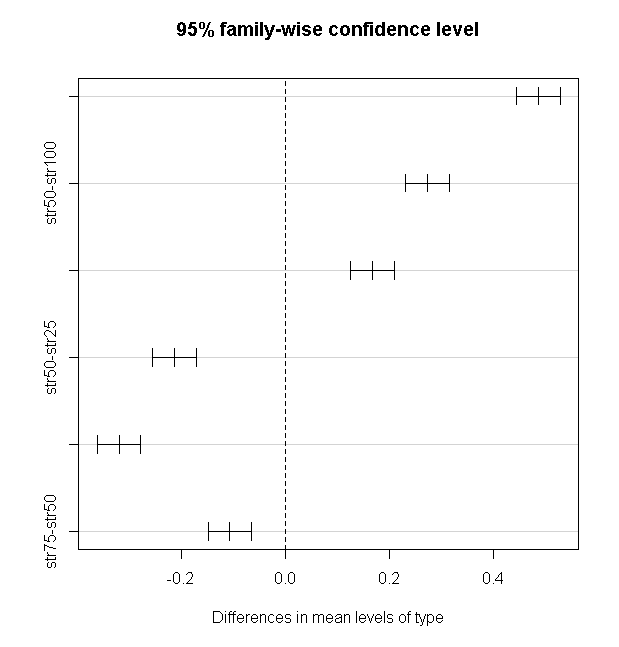 95% family-wise confidence level
str50-str100
str50-str25
str75-str50
-0.2 0.0 0.2 0.4
Differences in mean levels of type